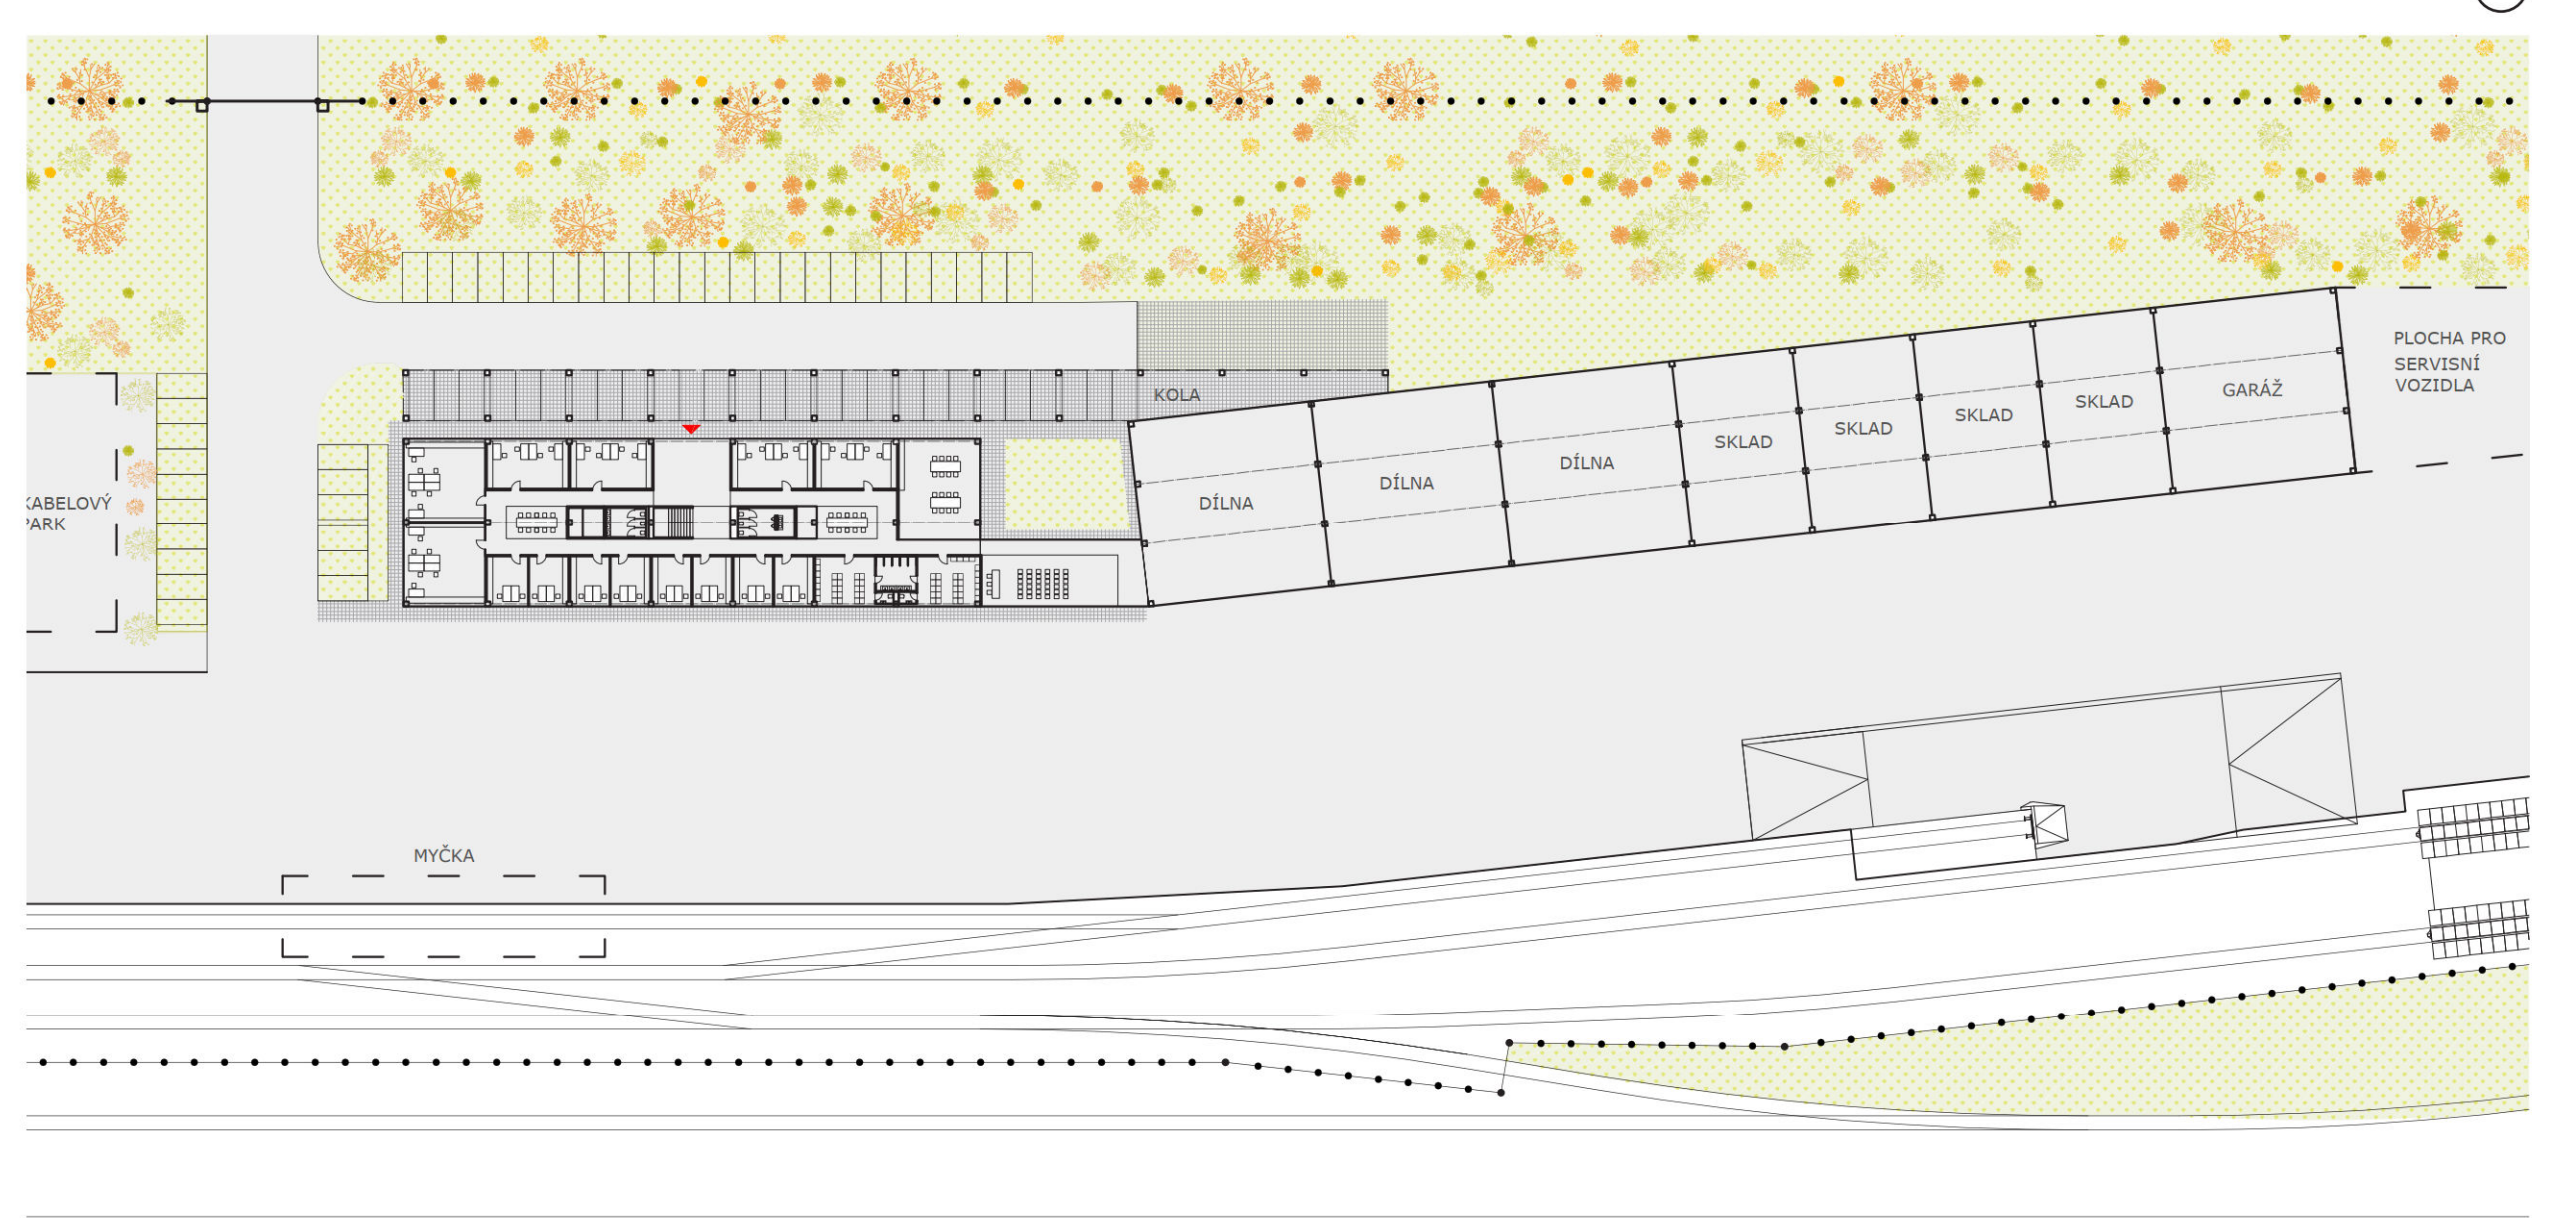 PLOCHA PRO
SERVISNÍ
VOZIDLA
GARÁŽ
SKLAD
SKLAD
SKLAD
SKLAD
DÍLNA
DÍLNA
DÍLNA
KOLA
KABELOVÝ
PARK
MYČKA